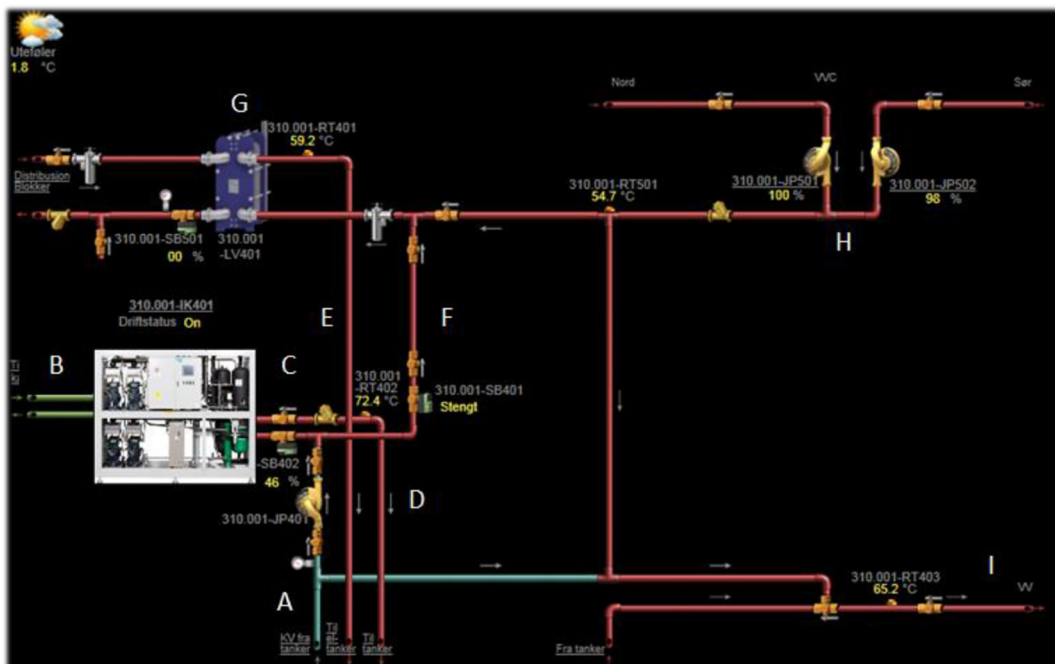 Uteføler
1.8 °C
G
310.001-RT401
59.2 °C
Nord
VVC
Sør
Distribusjon
Blokker
310.001-RT501
54.7 °C
310.001-JP501
100 %
310.001-JP502
98 %
310.001-SB501
00 %
310.001
-LV401
H
310.001-IK401
Driftstatus On
E
F
B
C
Ti
310.001
-RT402
72.4 °C
310.001-SB401
Stengt
-SB402
46 %
D
310.001-JP401
310.001-RT403
65.2 °C
I
VV
A
KV fra
tanker
Til
el-
tanker
Til
tanker
Fra tanker